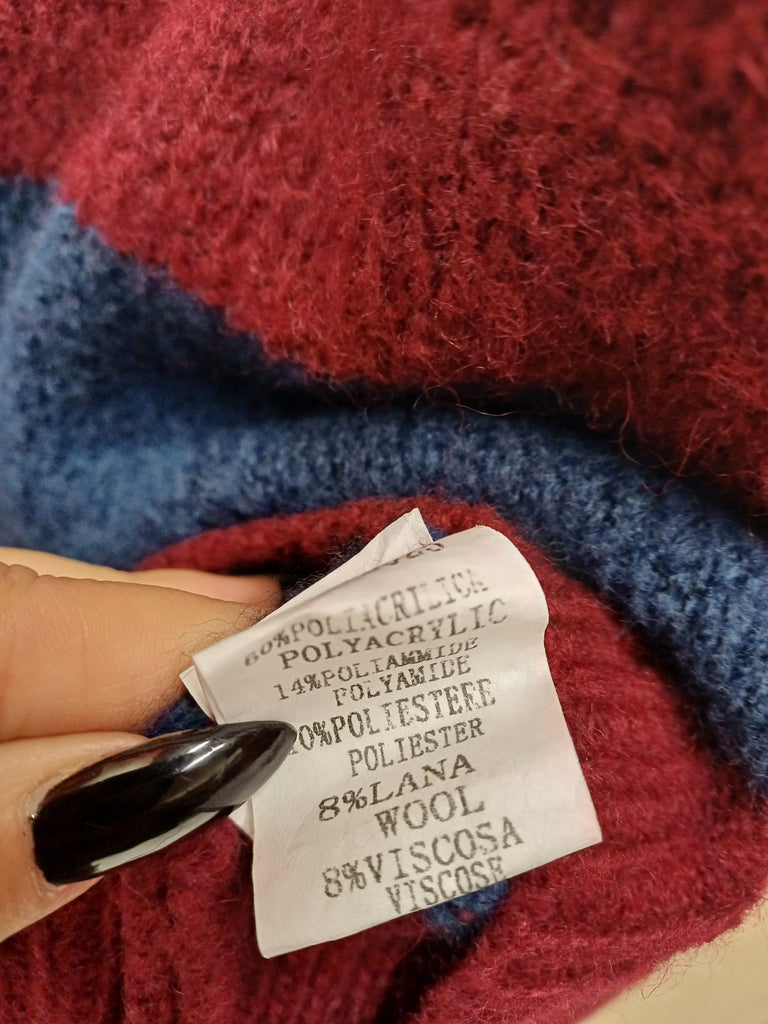 60%POLIACRILICA
POLYACRYLIC
14%POLIAMMIDE
POLYAMIDE
10%POLIESTERE
POLIESTER
8%LANA
WOOL
8%VISCOSA
VISCOSE